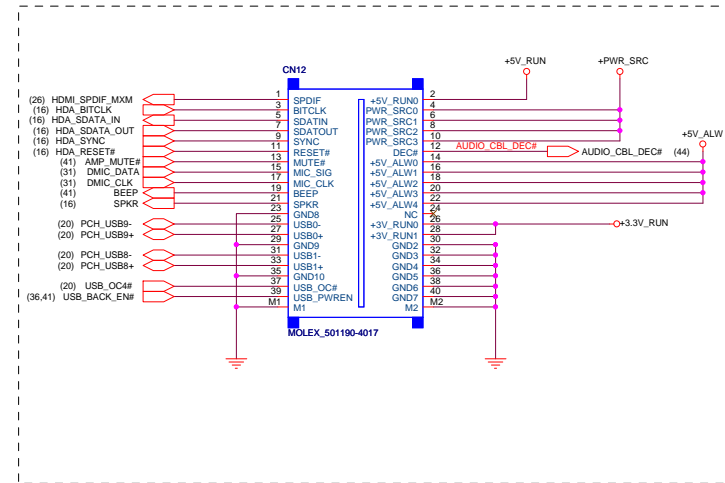 +5V_RUN +PWR_SRC
CN12
(26) HDMI_SPDIF_MXM 1 SPDIF +5V_RUN0 2
(16) HDA_BITCLK 3 BITCLK PWR_SRC0 4
(16) HDA_SDATA_IN 5 SDATIN PWR_SRC1 6
(16) HDA_SDATA_OUT 7 SDATOUT PWR_SRC2 8
(16) HDA_SYNC 9 SYNC PWR_SRC3 10 +5V_ALW
(16) HDA_RESET# 11 RESET# DEC# 12 AUDIO_CBL_DEC# AUDIO_CBL_DEC# (44)
(41) AMP_MUTE# 13 MUTE# +5V_ALW0 14
(31) DMIC_DATA 15 MIC_SIG +5V_ALW1 16
(31) DMIC_CLK 17 MIC_CLK +5V_ALW2 18
(41) BEEP 19 BEEP +5V_ALW3 20
(16) SPKR 21 SPKR +5V_ALW4 22
23 GND8 NC 24
(20) PCH_USB9- 25 USB0- +3V_RUN0 26 +3.3V_RUN
(20) PCH_USB9+ 27 USB0+ +3V_RUN1 28
29 GND9 GND2 30
(20) PCH_USB8- 31 USB1- GND3 32
(20) PCH_USB8+ 33 USB1+ GND4 34
35 GND10 GND5 36
(20) USB_OC4# 37 USB_OC# GND6 38
(36,41) USB_BACK_EN# 39 USB_PWREN GND7 40
M1 M1 M2 M2
MOLEX_501190-4017